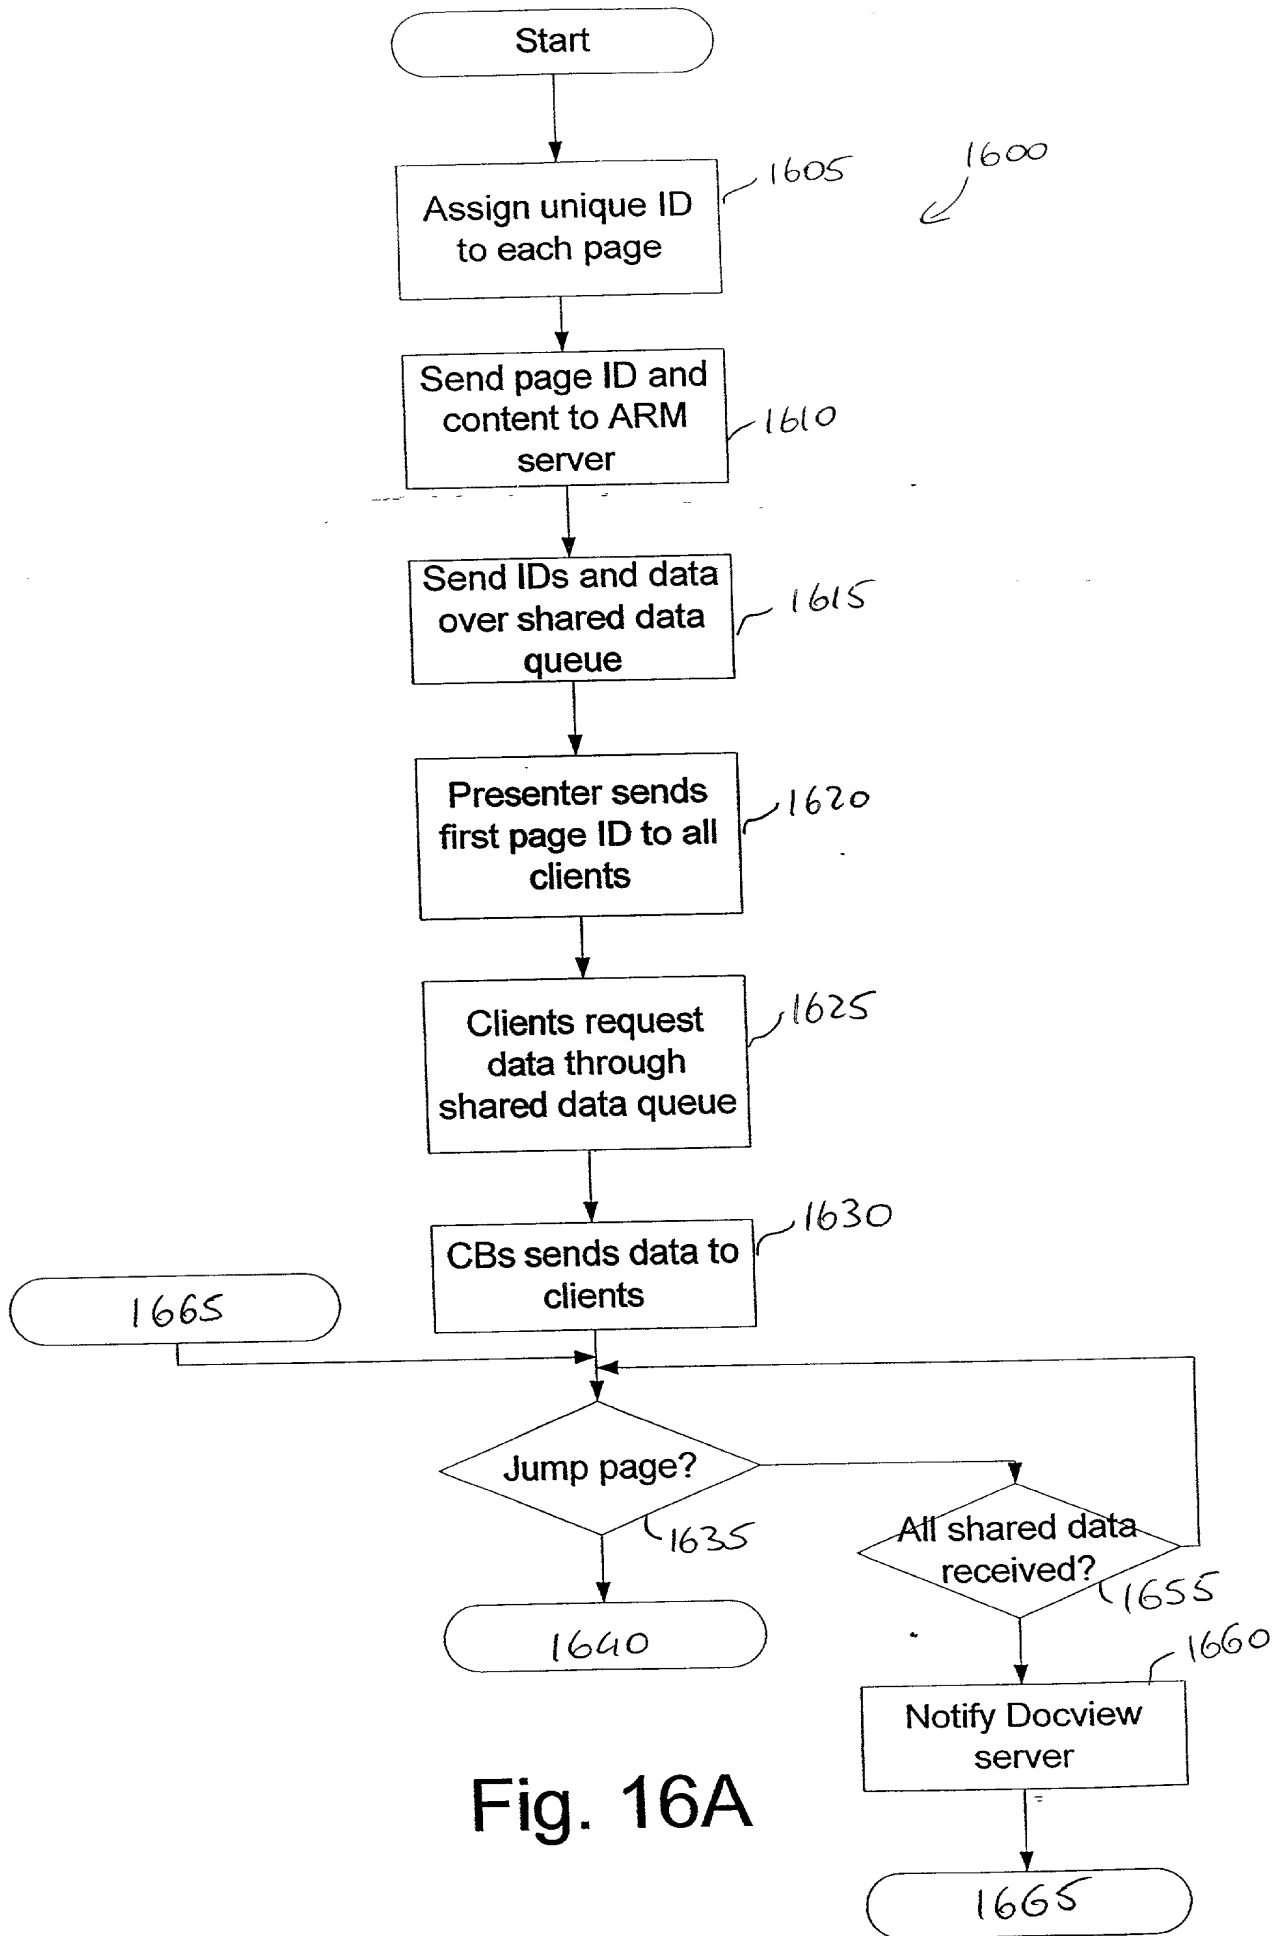 Start
1600
1605
Assign unique ID
to each page
Send page ID and
content to ARM
server
1610
Send IDs and data
over shared data
queue
1615
Presenter sends
first page ID to all
clients
1620
Clients request
data through
shared data queue
1625
CBs sends data to
clients
1630
1665
Jump page?
1635
All shared data
received?
1655
1640
1660
Notify Docview
server
Fig. 16A
1665